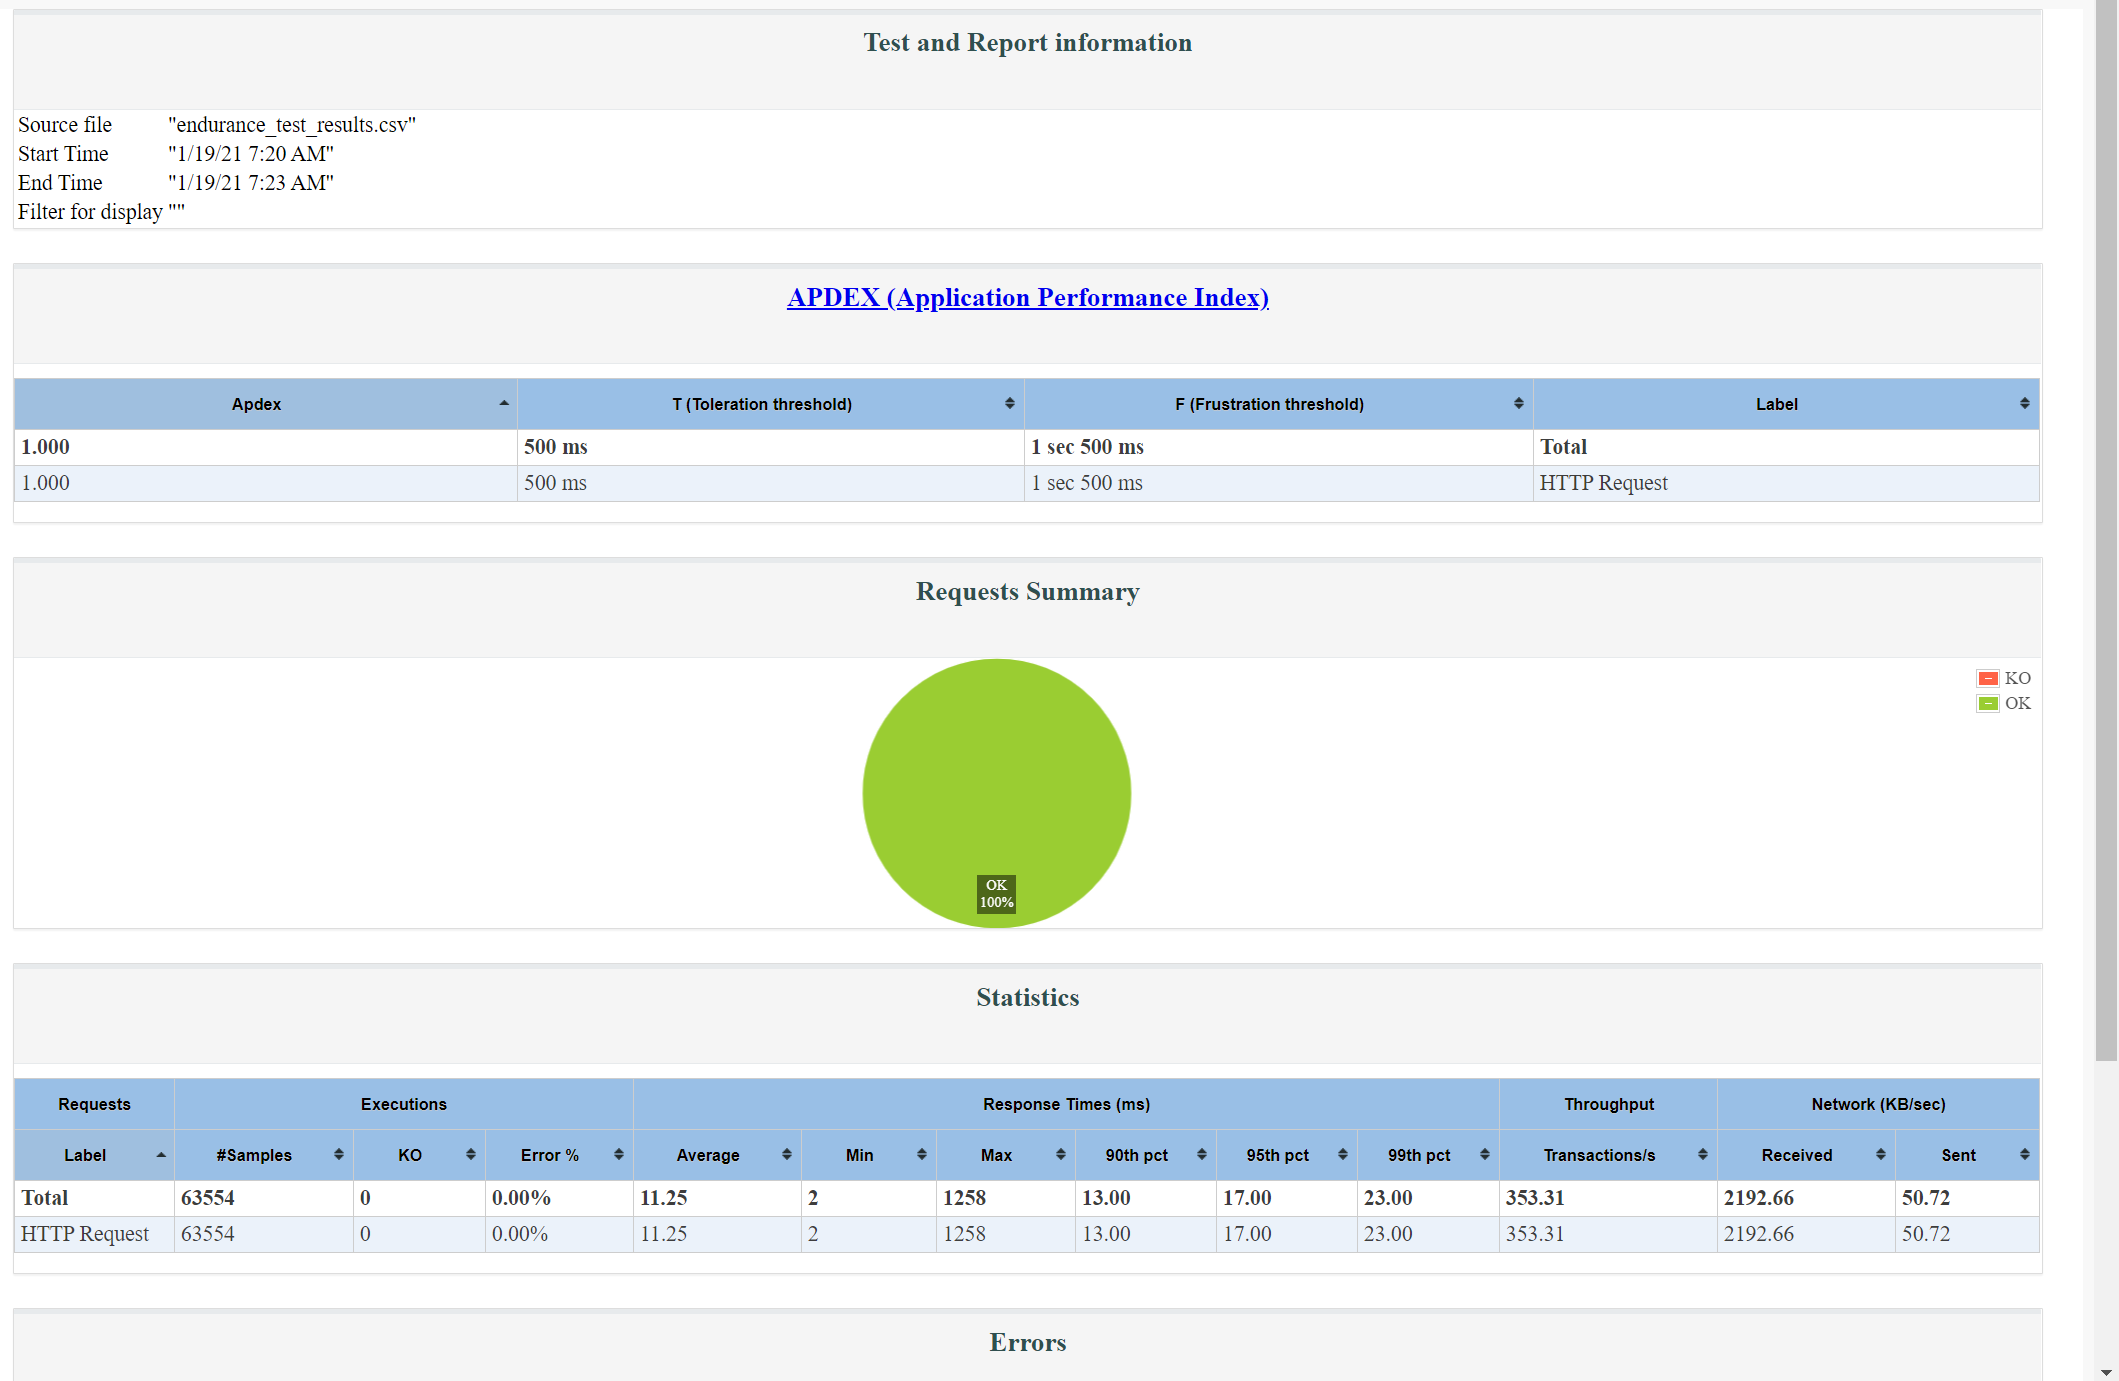 Test and Report information
Source file "endurance_test_results.csv"
Start Time "1/19/21 7:20 AM"
End Time "1/19/21 7:23 AM"
Filter for display ""
APDEX (Application Performance Index)
Apdex T (Toleration threshold) F (Frustration threshold) Label
1.000 500 ms 1 sec 500 ms Total
1.000 500 ms 1 sec 500 ms HTTP Request
Requests Summary
KO
OK
OK
100%
Statistics
Requests Executions Response Times (ms) Throughput Network (KB/sec)
Label #Samples KO Error % Average Min Max 90th pct 95th pct 99th pct Transactions/s Received Sent
Total 63554 0 0.00% 11.25 2 1258 13.00 17.00 23.00 353.31 2192.66 50.72
HTTP Request 63554 0 0.00% 11.25 2 1258 13.00 17.00 23.00 353.31 2192.66 50.72
Errors